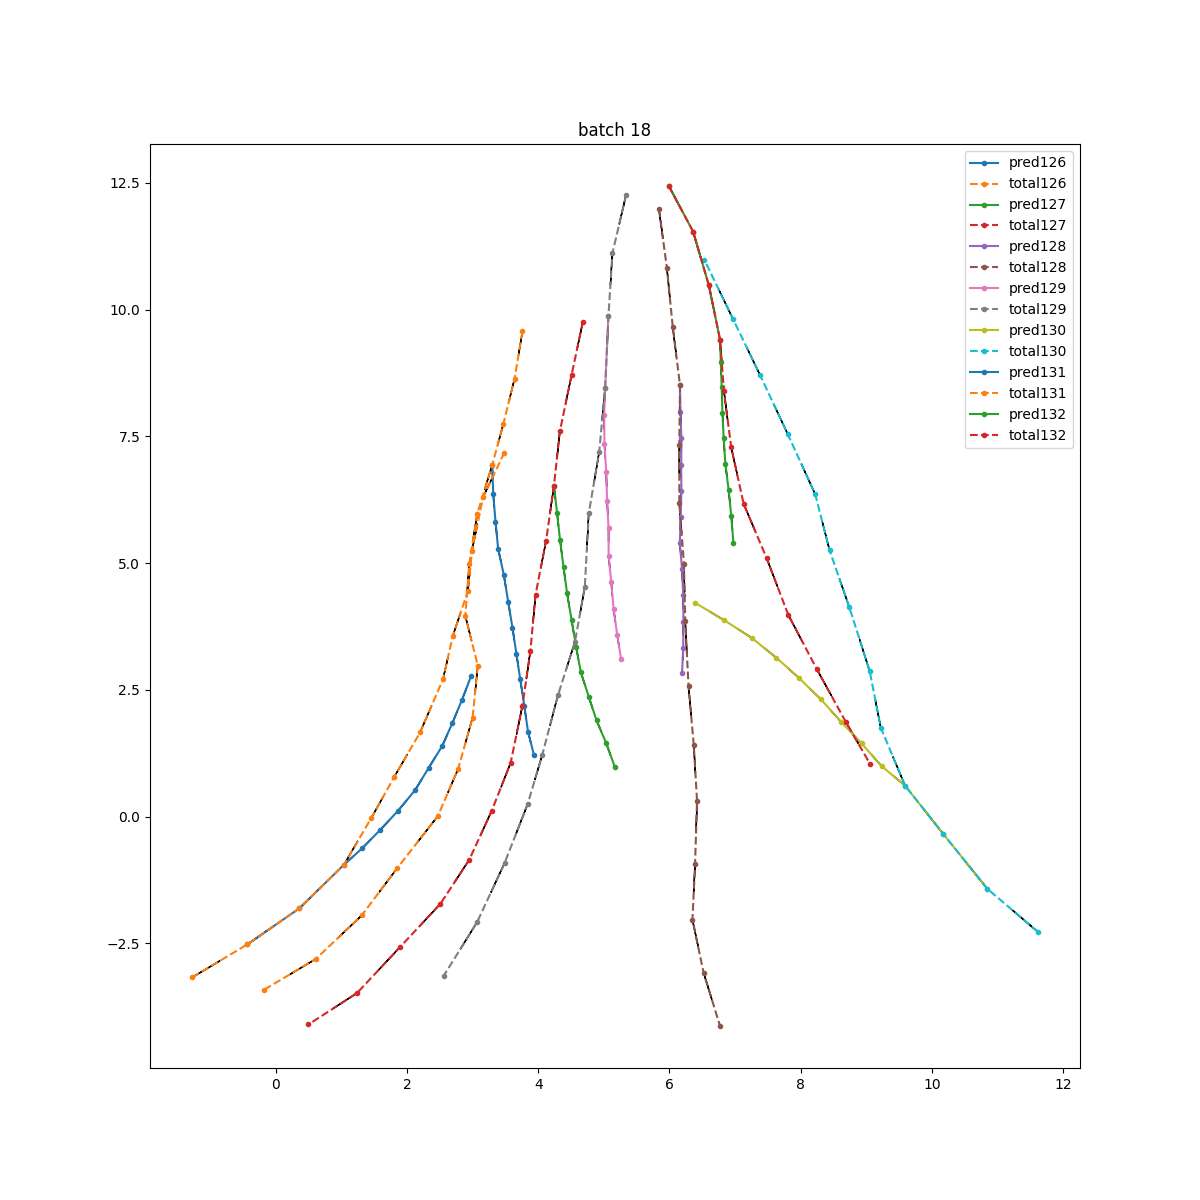 batch 18
pred126
total126
pred127
total127
pred128
total128
pred129
total129
pred130
total130
pred131
total131
pred132
total132
12.5
10.0
7.5
5.0
2.5
0.0
−2.5
0 2 4 6 8 10 12